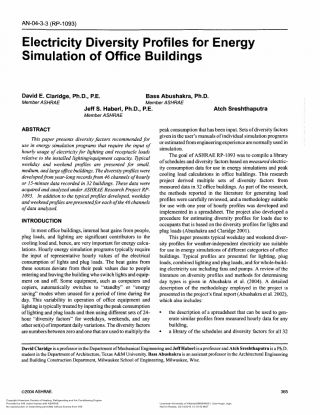 AN-04-3-3 (RP-1093)
Electricity Diversity Profiles for Energy
Simulation of Office Buildings
David E. Claridge, Ph.D., P.E.
Member ASHRAE
Bass Abushakra, Ph.D.
Member ASHRAE
Jeff S. Haberl, Ph.D., P.E.
Member ASHRAE
Atch Sreshthaputra
ABSTRACT
This paper presents diversity factors recommended for
use in energy simulation programs that require the input of
hourly usage of electricity for lighting and receptacle loads
relative to the installed lighting/equipment capacity. Typical
weekday and weekend profiles are presented for small,
medium, and large office buildings. The diversity profiles were
developed from year-long records from 46 channels of hourly
or 15-minute data recorded in 32 buildings. These data were
acquired and analyzed under ASHRAE Research Project RP-
1093. In addition to the typical profiles developed, weekday
and weekend profiles are presented for each of the 46 channels
of data analyzed.
INTRODUCTION
In most office buildings, internal heat gains from people,
plug loads, and lighting are significant contributors to the
cooling load and, hence, are very important for energy calcu-
lations. Hourly energy simulation programs typically require
the input of representative hourly values of the electrical
consumption of lights and plug loads. The heat gains from
these sources deviate from their peak values due to people
entering and leaving the building who switch lights and equip-
ment on and off. Some equipment, such as computers and
copiers, automatically switches to "standby" or "energy
saving" modes when unused for a period of time during the
day. This variability in operation of office equipment and
lighting is typically treated by inputting the peak consumption
of lighting and plug loads and then using different sets of 24-
hour "diversity factors" for weekdays, weekends, and any
other set(s) of important daily variations. The diversity factors
are numbers between zero and one that are used to multiply the
peak consumption that has been input. Sets of diversity factors
given in the user's manuals of individual simulation programs
or estimated from engineering experience are normally used in
simulation.
The goal of ASHRAE RP-1093 was to compile a library
of schedules and diversity factors based on measured electric-
ity consumption data for use in energy simulations and peak
cooling load calculations in office buildings. This research
project derived multiple sets of diversity factors from
measured data in 32 office buildings. As part of the research,
the methods reported in the literature for generating load
profiles were carefully reviewed, and a methodology suitable
for use with one year of hourly profiles was developed and
implemented in a spreadsheet. The project also developed a
procedure for estimating diversity profiles for loads due to
occupants that is based on the diversity profiles for lights and
plug loads (Abushakra et al. 2001).
This paper presents typical weekday and weekend diver-
sity profiles for weather-independent electricity use suitable
for use in energy simulations of different categories of office
buildings. Typical profiles are presented for lighting, plug
loads, combined lighting and plug loads, and for whole-build-
ing electricity use including fans and pumps. A review of the
literature on diversity profiles and methods for determining
day types is given in Abushakra et al. (2004). A detailed
description of the methodology employed in the project is
presented in the project's final report (Abushakra et al. 2002),
which also includes
• the description of a spreadsheet that can be used to gen-
erate similar profiles from measured hourly data for any
building,
• a library of the schedules and diversity factors for all 32
David E. Claridge is a professor in the Department of Mechanical Engineering and Jeff Haberl is a professor and Atch Sreshthaputra is a Ph.D.
student in the Department of Architecture, Texas A&M University. Bass Abushakra is an assistant professor in the Architectural Engineering
and Building Construction Department, Milwaukee School of Engineering, Milwaukee, Wisc.
©2004 ASHRAE.
365